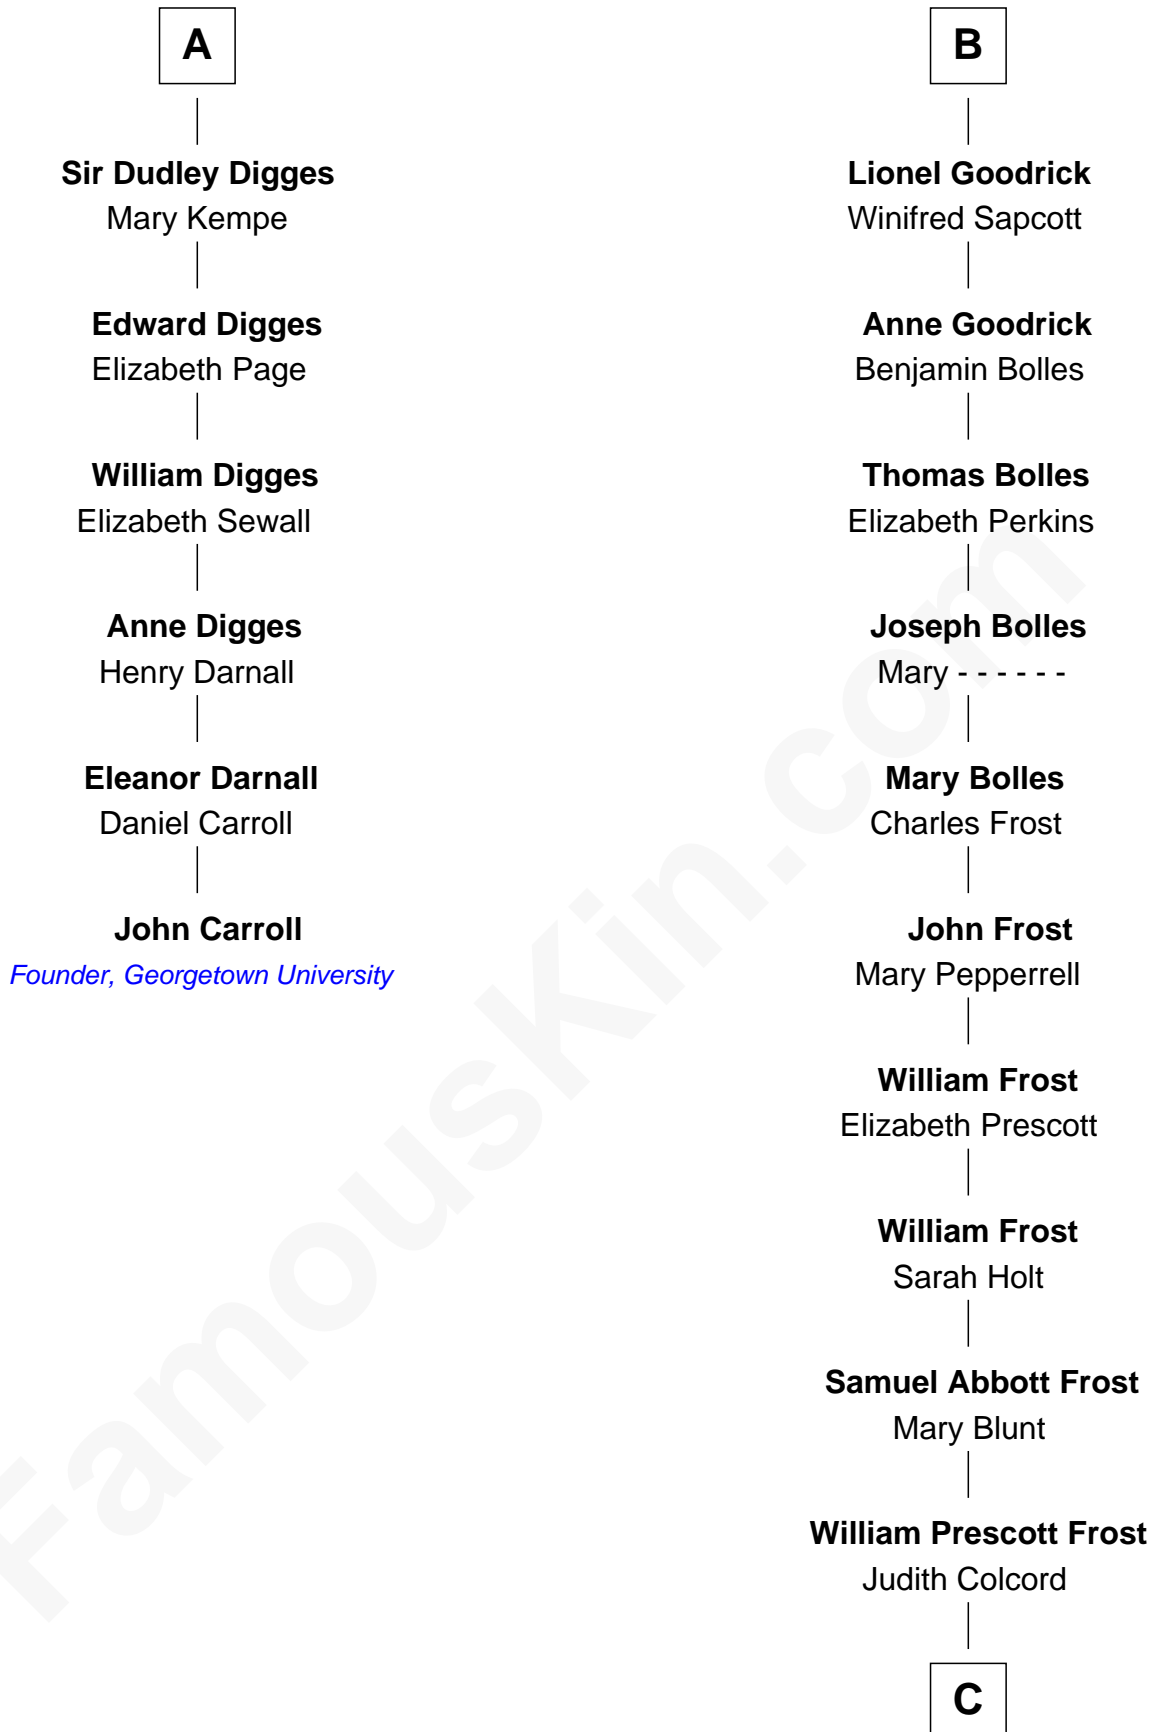 A
Sir Dudley Digges
Mary Kempe
Edward Digges
Elizabeth Page
William Digges
Elizabeth Sewall
Anne Digges
Henry Darnall
Eleanor Darnall
Daniel Carroll
John Carroll
Founder, Georgetown University
B
Lionel Goodrick
Winifred Sapcott
Anne Goodrick
Benjamin Bolles
Thomas Bolles
Elizabeth Perkins
Joseph Bolles
Mary - - - - - -
Mary Bolles
Charles Frost
John Frost
Mary Pepperrell
William Frost
Elizabeth Prescott
William Frost
Sarah Holt
Samuel Abbott Frost
Mary Blunt
William Prescott Frost
Judith Colcord
C
FamousKin.com